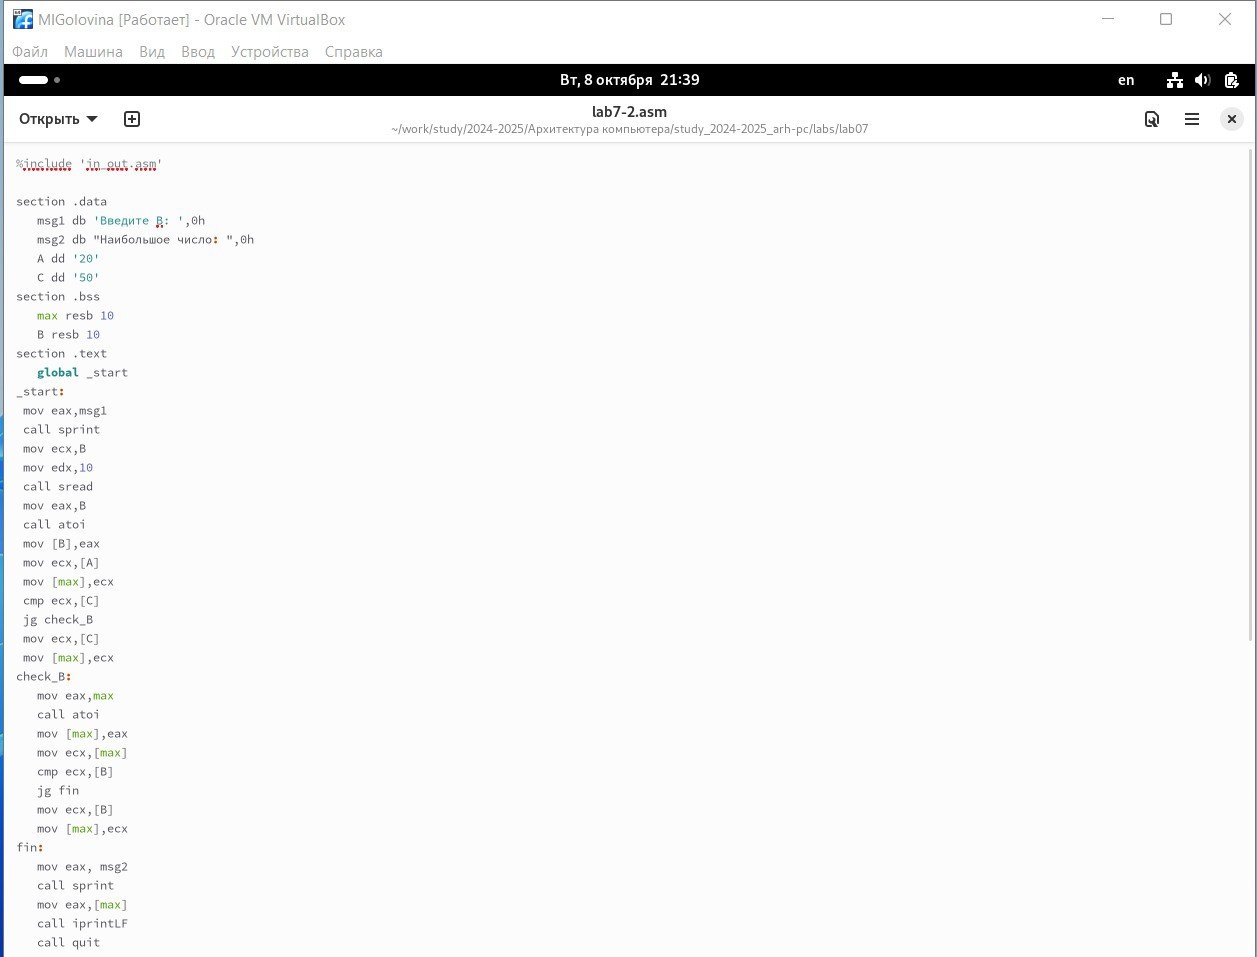 MIGolovina [Работает] - Oracle VM VirtualBox
Файл Машина Вид Ввод Устройства Справка
Вт, 8 октября 21:39 en
Открыть lab7-2.asm
~/work/study/2024-2025/Архитектура компьютера/study_2024-2025_arh-pc/labs/lab07
%include 'in_out.asm'
section .data
msg1 db 'Введите B: ',0h
msg2 db "Наибольшое число: ",0h
A dd '20'
C dd '50'
section .bss
max resb 10
B resb 10
section .text
global _start
_start:
mov eax,msg1
call sprint
mov ecx,B
mov edx,10
call sread
mov eax,B
call atoi
mov [B],eax
mov ecx,[A]
mov [max],ecx
cmp ecx,[C]
jg check_B
mov ecx,[C]
mov [max],ecx
check_B:
mov eax,max
call atoi
mov [max],eax
mov ecx,[max]
cmp ecx,[B]
jg fin
mov ecx,[B]
mov [max],ecx
fin:
mov eax, msg2
call sprint
mov eax,[max]
call iprintLF
call quit